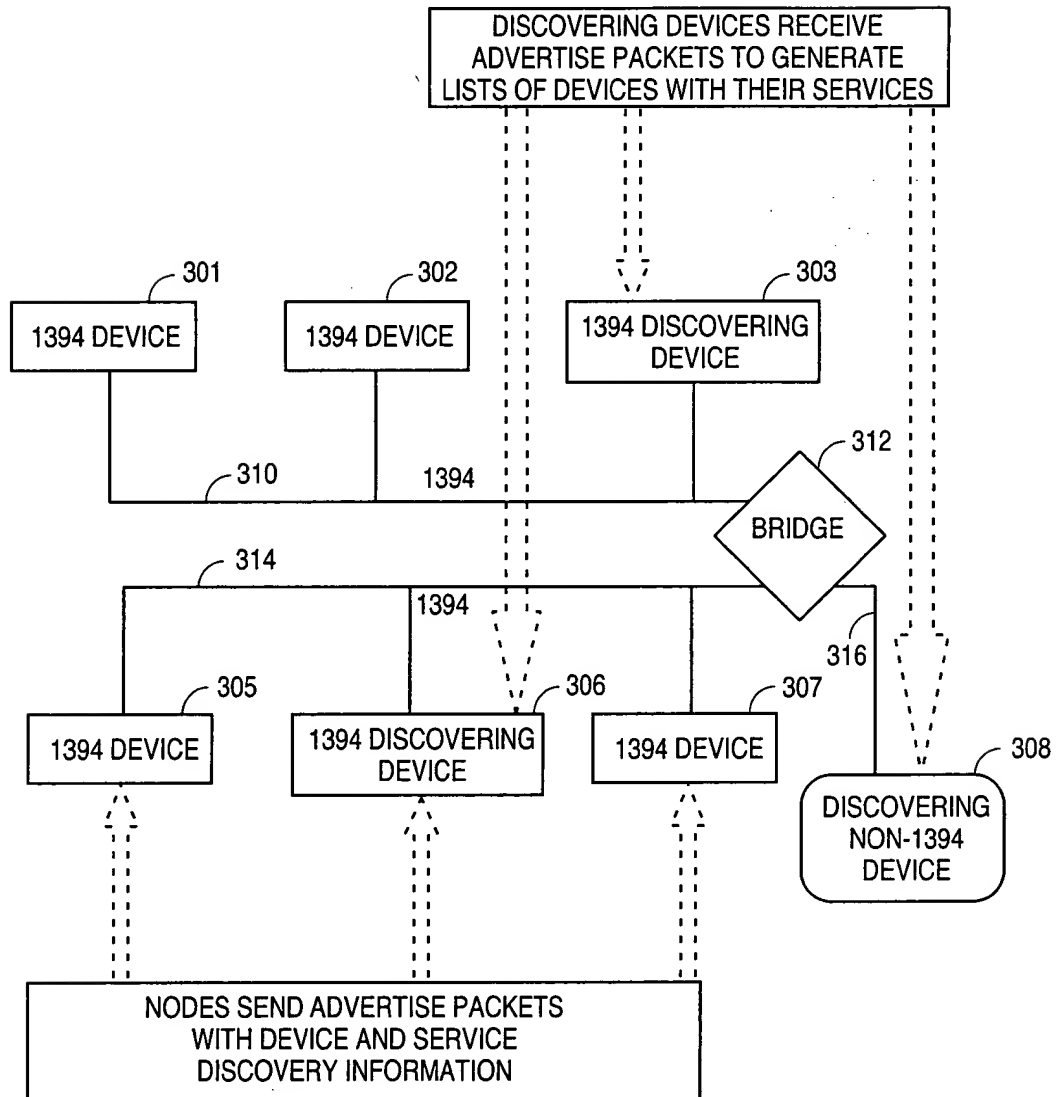 DISCOVERING DEVICES RECEIVE
ADVERTISE PACKETS TO GENERATE
LISTS OF DEVICES WITH THEIR SERVICES
301
302
303
1394 DEVICE
1394 DEVICE
1394 DISCOVERING
DEVICE
310
1394
312
BRIDGE
314
1394
316
305
306
307
308
1394 DEVICE
1394 DISCOVERING
DEVICE
1394 DEVICE
DISCOVERING
NON-1394
DEVICE
NODES SEND ADVERTISE PACKETS
WITH DEVICE AND SERVICE
DISCOVERY INFORMATION